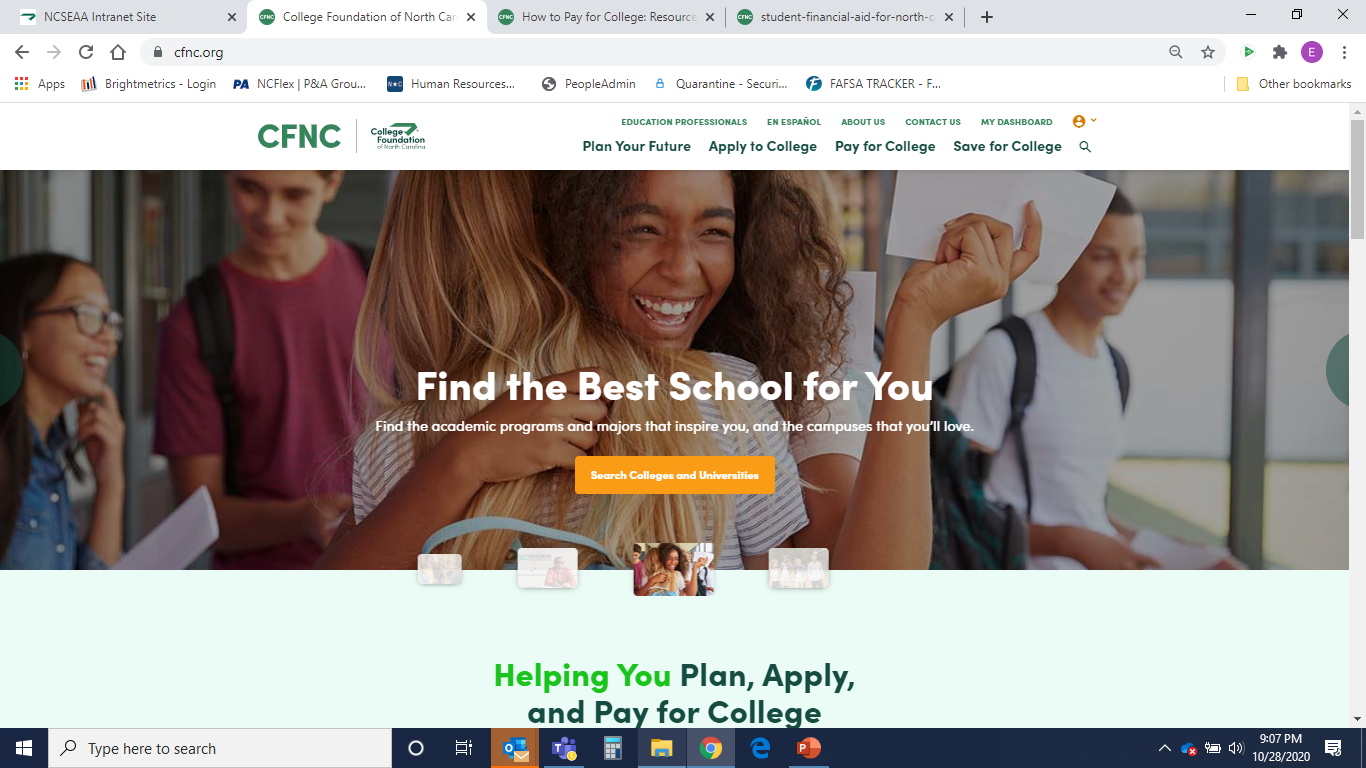 NCSEAA Intranet Site
College Foundation of North Car
How to Pay for College: Resource
student-financial-aid-for-north-c
cfnc.org
E
Apps
Brightmetrics - Login
PA NCFlex | P&A Grou...
Human Resources...
PeopleAdmin
Quarantine - Securi...
FAFSA TRACKER - F...
Other bookmarks
EDUCATION PROFESSIONALS EN ESPAÑOL ABOUT US CONTACT US MY DASHBOARD
CFNC
College
Foundation
of North Carolina
Plan Your Future Apply to College Pay for College Save for College
Find the Best School for You
Find the academic programs and majors that inspire you, and the campuses that you'll love.
Search Colleges and Universities
Helping You Plan, Apply,
and Pay for College
Type here to search
9:07 PM
10/28/2020